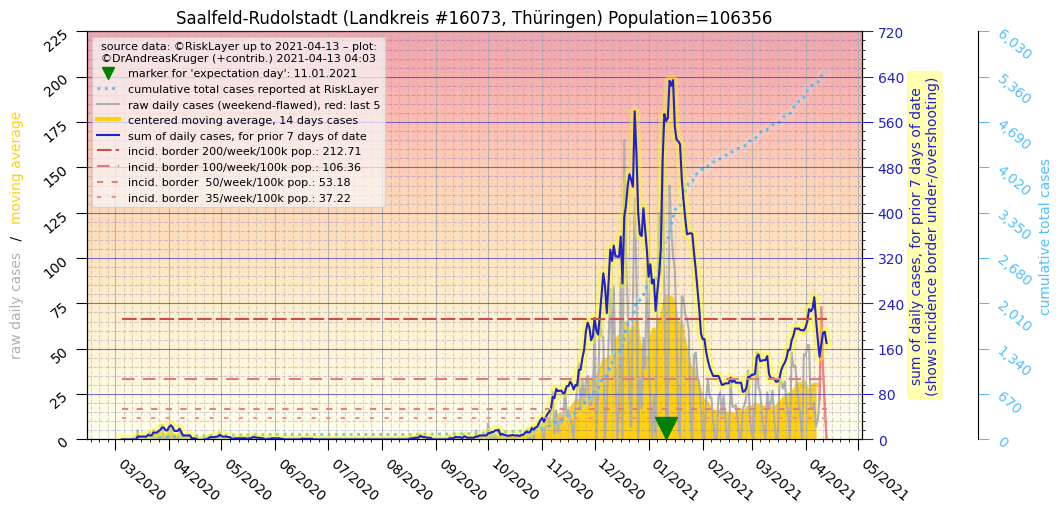 Saalfeld-Rudolstadt (Landkreis #16073, Thüringen) Population=106356
source data: ©RiskLayer up to 2021-04-13 – plot:
©DrAndreasKruger (+contrib.) 2021-04-13 04:03
marker for 'expectation day': 11.01.2021
cumulative total cases reported at RiskLayer
raw daily cases (weekend-flawed), red: last 5
centered moving average, 14 days cases
sum of daily cases, for prior 7 days of date
incid. border 200/week/100k pop.: 212.71
incid. border 100/week/100k pop.: 106.36
incid. border  50/week/100k pop.: 53.18
incid. border  35/week/100k pop.: 37.22
raw daily cases / moving average
225
200
175
150
125
100
75
50
25
0
03/2020
04/2020
05/2020
06/2020
07/2020
08/2020
09/2020
10/2020
11/2020
12/2020
01/2021
02/2021
03/2021
04/2021
05/2021
720
640
560
480
400
320
240
160
80
0
sum of daily cases, for prior 7 days of date
(shows incidence border under-/overshooting)
6,030
5,360
4,690
4,020
3,350
2,680
2,010
1,340
670
0
cumulative total cases